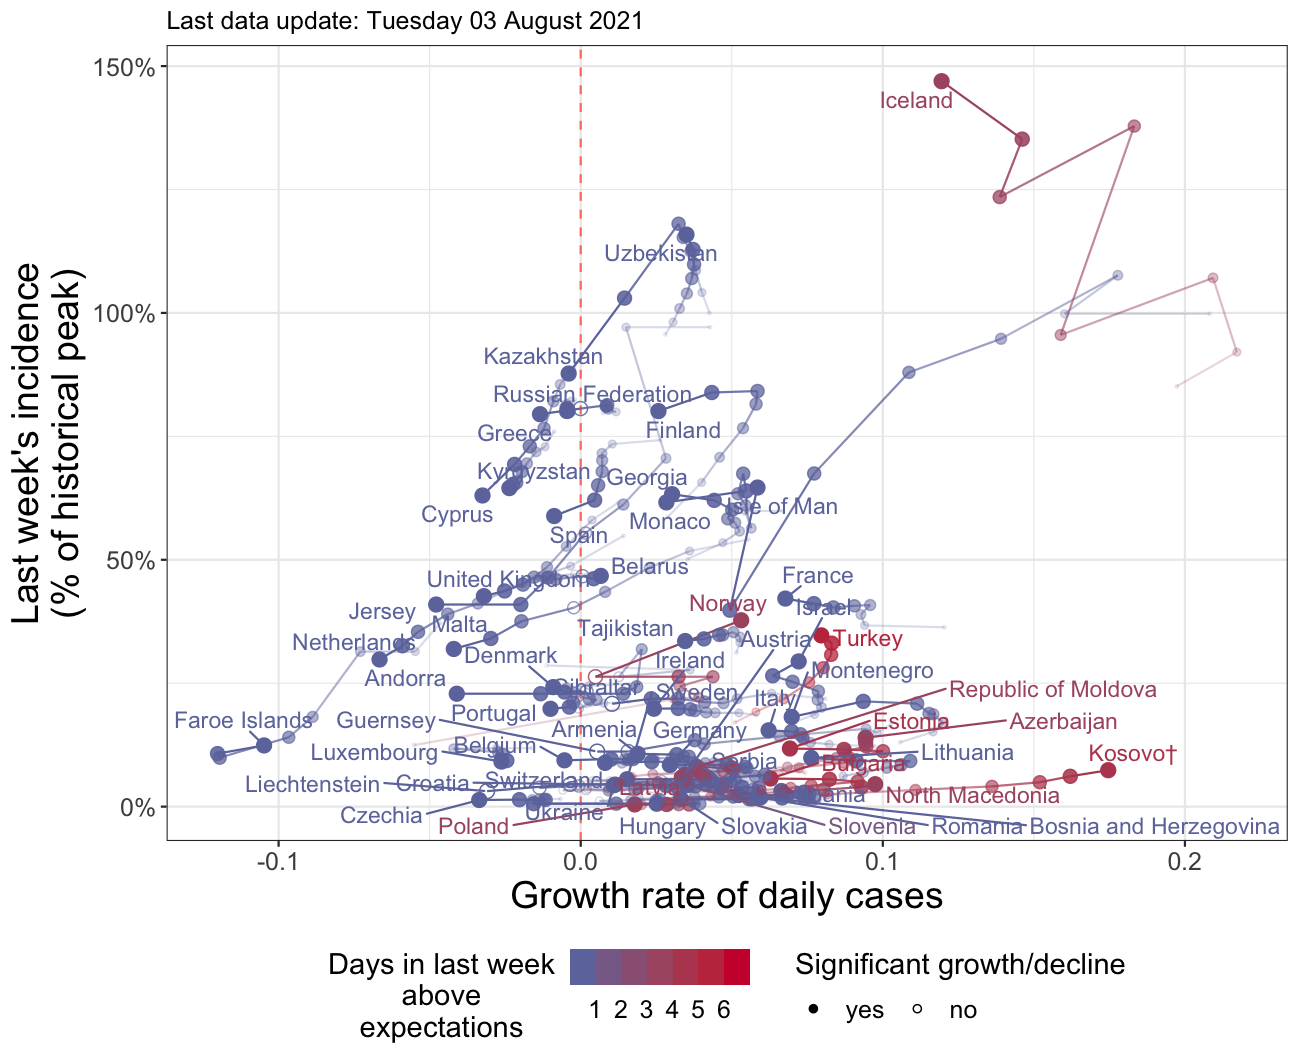 Last data update: Tuesday 03 August 2021
Last week's incidence
(% of historical peak)
150%
100%
50%
0%
Iceland
Uzbekistan
Kazakhstan
Russian Federation
Finland
Greece
Kyrgyzstan
Georgia
Cyprus
Monaco
Isle of Man
Spain
Belarus
United Kingdom
France
Jersey
Norway
Israel
Malta
Tajikistan
Austria
Turkey
Netherlands
Denmark
Ireland
Montenegro
Andorra
Gibraltar
Sweden
Italy
Republic of Moldova
Portugal
Faroe Islands
Guernsey
Armenia
Germany
Estonia
Azerbaijan
Luxembourg
Belgium
Serbia
Bulgaria
Lithuania
Kosovo†
Liechtenstein
Croatia
Switzerland
Latvia
North Macedonia
Czechia
Ukraine
Poland
Hungary
Slovakia
Slovenia
Romania
Bosnia and Herzegovina
-0.1
0.0
0.1
0.2
Growth rate of daily cases
Days in last week
above
expectations
1 2 3 4 5 6
Significant growth/decline
yes
no